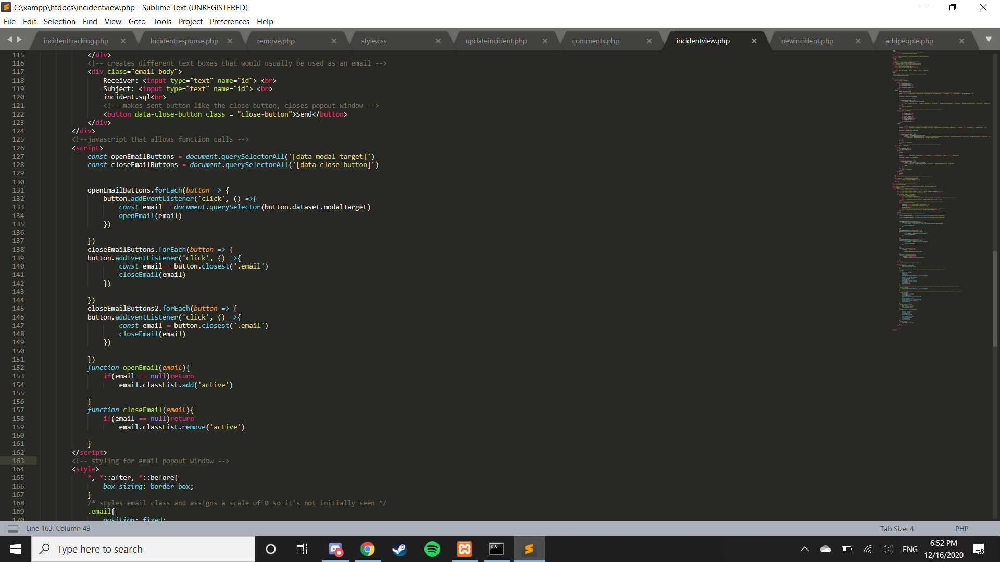 C:\xampp\htdocs\incidentview.php - Sublime Text (UNREGISTERED)
File Edit Selection Find View Goto Tools Project Preferences Help
incidenttracking.php Incidentresponse.php remove.php style.css updateincident.php comments.php incidentview.php newincident.php addpeople.php
115 </div>
116 <!-- creates different text boxes that would usually be used as an email -->
117 <div class="email-body">
118 Receiver: <input type="text" name="id"> <br>
119 Subject: <input type="text" name="id"> <br>
120 incident.sql<br>
121 <!-- makes sent button like the close button, closes popout window -->
122 <button data-close-button class = "close-button">Send</button>
123 </div>
124 </div>
125 <!--javascript that allows function calls -->
126 <script>
127 const openEmailButtons = document.querySelectorAll('[data-modal-target]')
128 const closeEmailButtons = document.querySelectorAll('[data-close-button]')
129
130
131 openEmailButtons.forEach(button => {
132 button.addEventListener('click', () =>{
133 const email = document.querySelector(button.dataset.modalTarget)
134 openEmail(email)
135 })
136
137 })
138 closeEmailButtons.forEach(button => {
139 button.addEventListener('click', () =>{
140 const email = button.closest('.email')
141 closeEmail(email)
142 })
143
144 })
145 closeEmailButtons2.forEach(button => {
146 button.addEventListener('click', () =>{
147 const email = button.closest('.email')
148 closeEmail(email)
149 })
150
151 })
152 function openEmail(email){
153 if(email == null)return
154 email.classList.add('active')
155
156 }
157 function closeEmail(email){
158 if(email == null)return
159 email.classList.remove('active')
160
161 }
162 </script>
163 <!-- styling for email popout window -->
164 <style>
165 *, *::after, *::before{
166 box-sizing: border-box;
167 }
168 /* styles email class and assigns a scale of 0 so it's not initially seen */
169 .email{
170 position: fixed;
Line 163, Column 49 Tab Size: 4 PHP
Type here to search
ENG
6:52 PM
12/16/2020